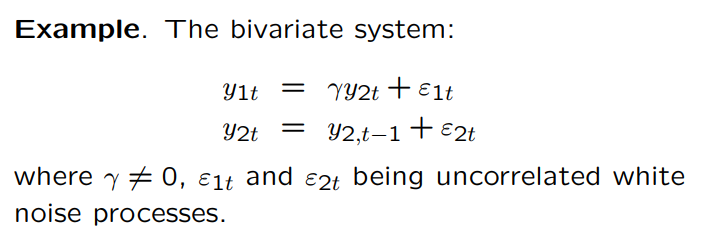 Example. The bivariate system:
y1t = γy2t + ε1t
y2t = y2,t−1 + ε2t
where γ ≠ 0, ε1t and ε2t being uncorrelated white
noise processes.